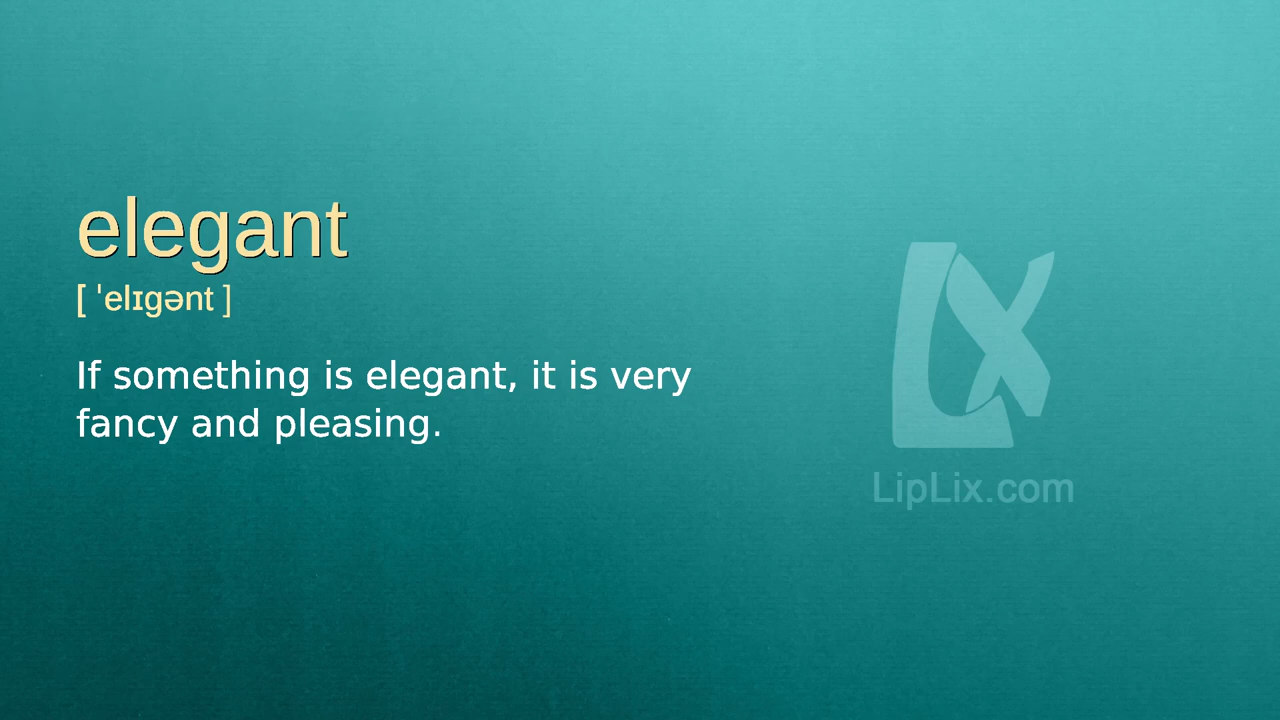 elegant
[ ˈelɪgənt ]
If something is elegant, it is very
fancy and pleasing.
LipLix.com